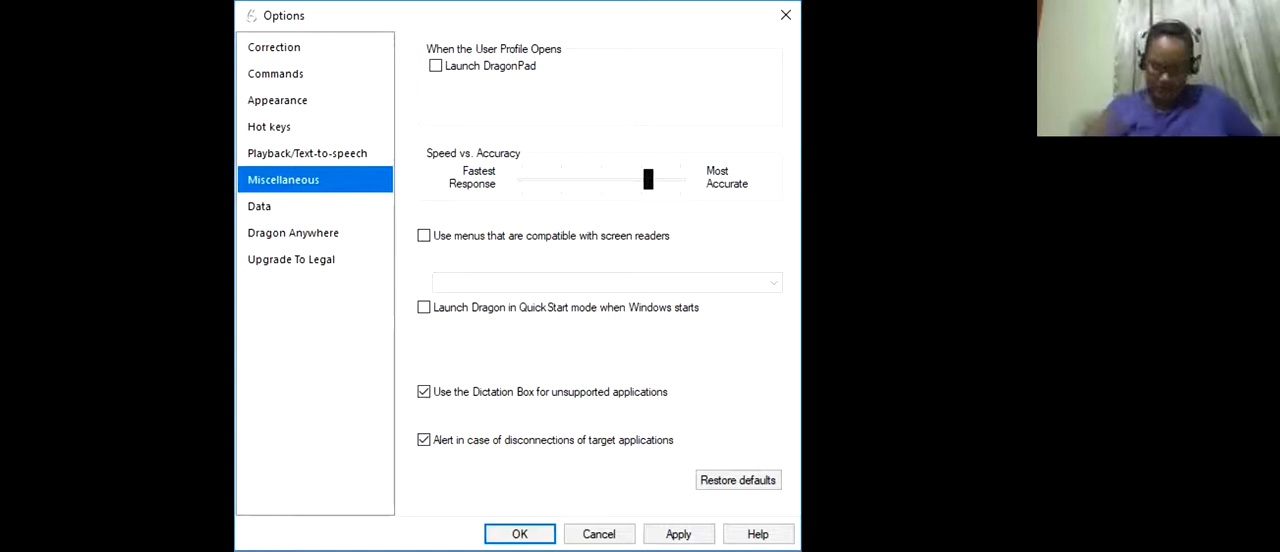 Options
Correction
Commands
Appearance
Hot keys
Playback/Text-to-speech
Miscellaneous
Data
Dragon Anywhere
Upgrade To Legal
When the User Profile Opens
Launch DragonPad
Speed vs. Accuracy
Fastest
Response
Most
Accurate
Use menus that are compatible with screen readers
Launch Dragon in QuickStart mode when Windows starts
Use the Dictation Box for unsupported applications
Alert in case of disconnections of target applications
Restore defaults
OK
Cancel
Apply
Help